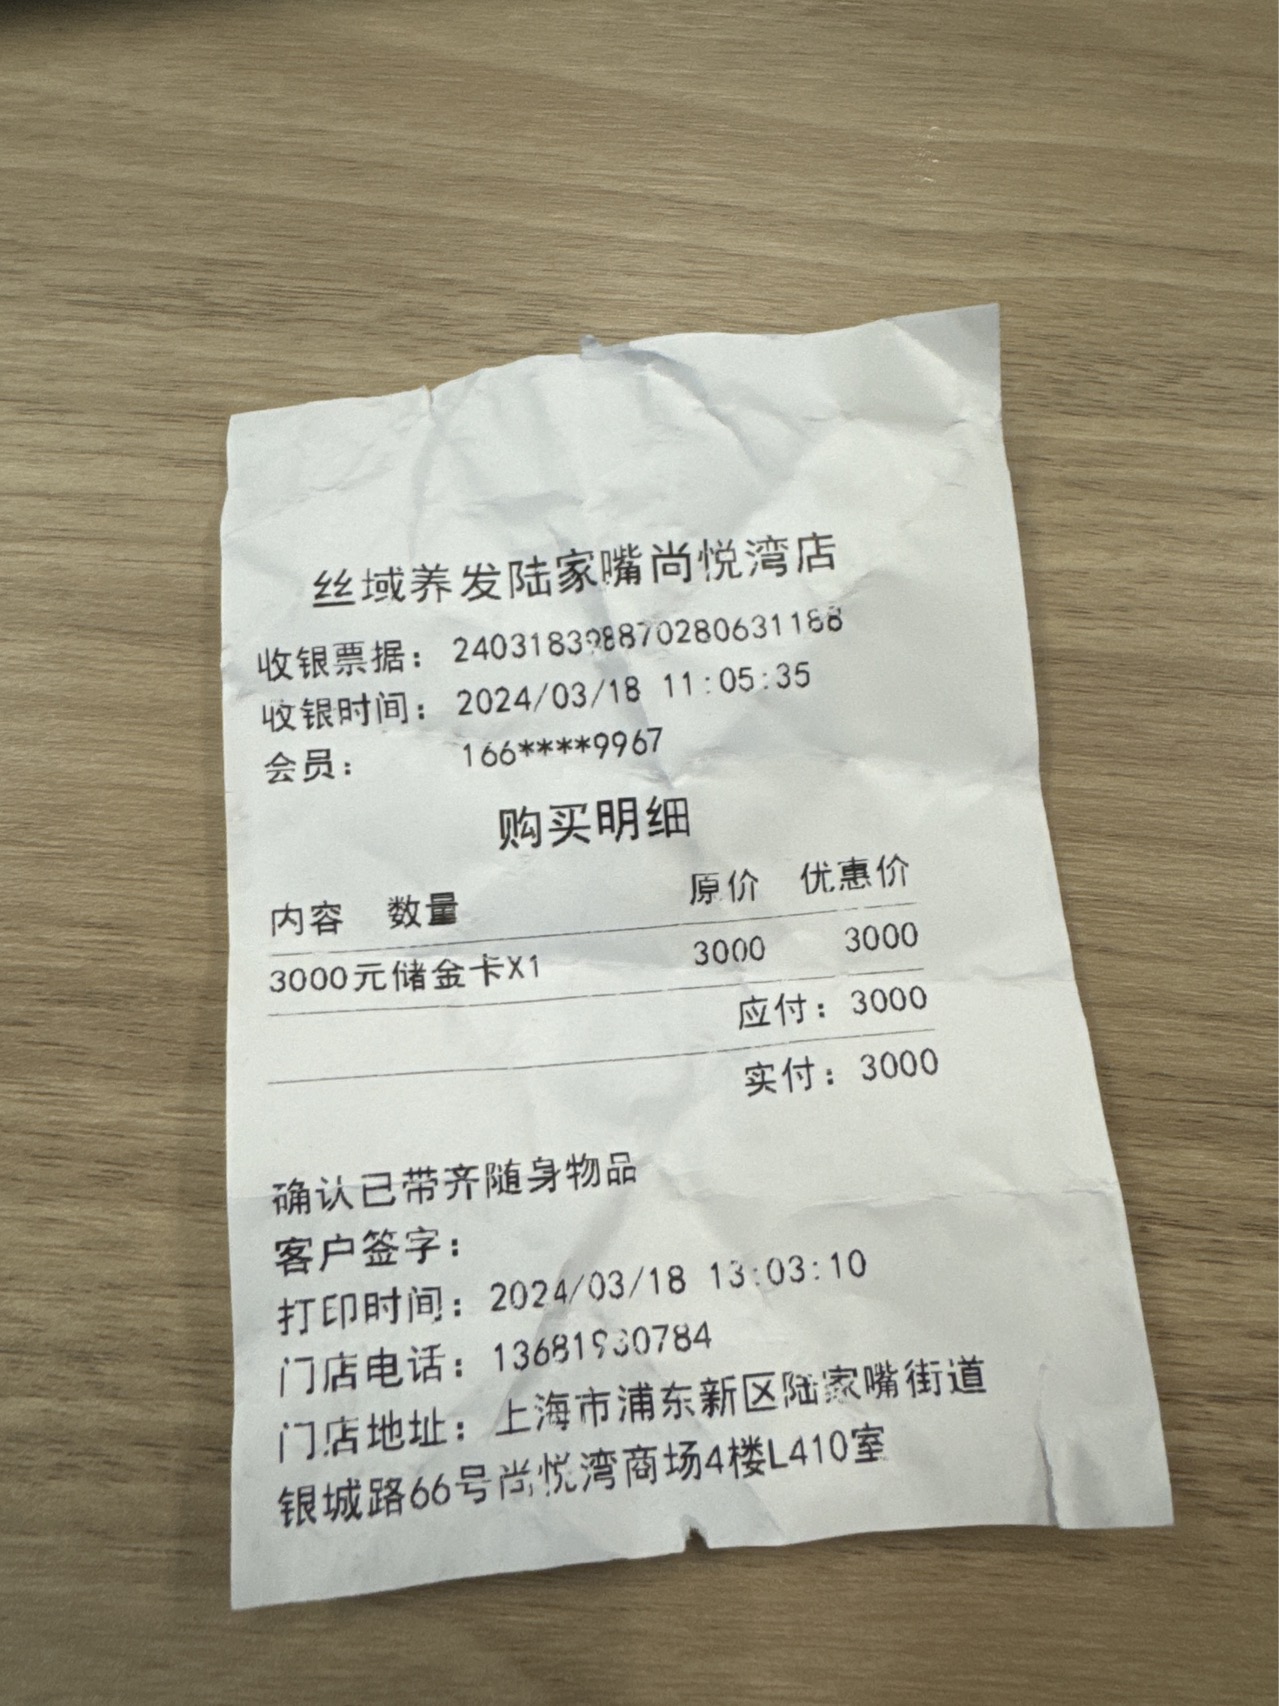 丝域养发陆家嘴尚悦湾店
收银票据： 240318398870280631188
收银时间： 2024/03/18 11:05:35
会员： 166****9967
购买明细
内容 数量 原价 优惠价
3000元储金卡X1 3000 3000
应付：3000
实付：3000
确认已带齐随身物品
客户签字：
打印时间：2024/03/18 13:03:10
门店电话：13681930784
门店地址：上海市浦东新区陆家嘴街道
银城路66号尚悦湾商场4楼L410室